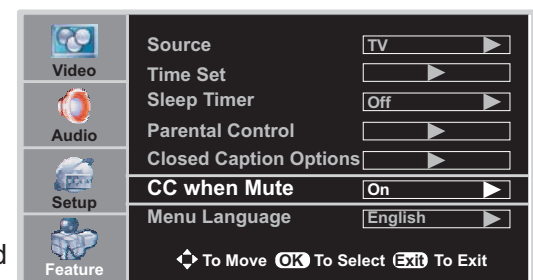 Video
Audio
Setup
Feature
Source TV
Time Set
Sleep Timer Off
Parental Control
Closed Caption Options
CC when Mute On
Menu Language English
To Move OK To Select Exit To Exit
d